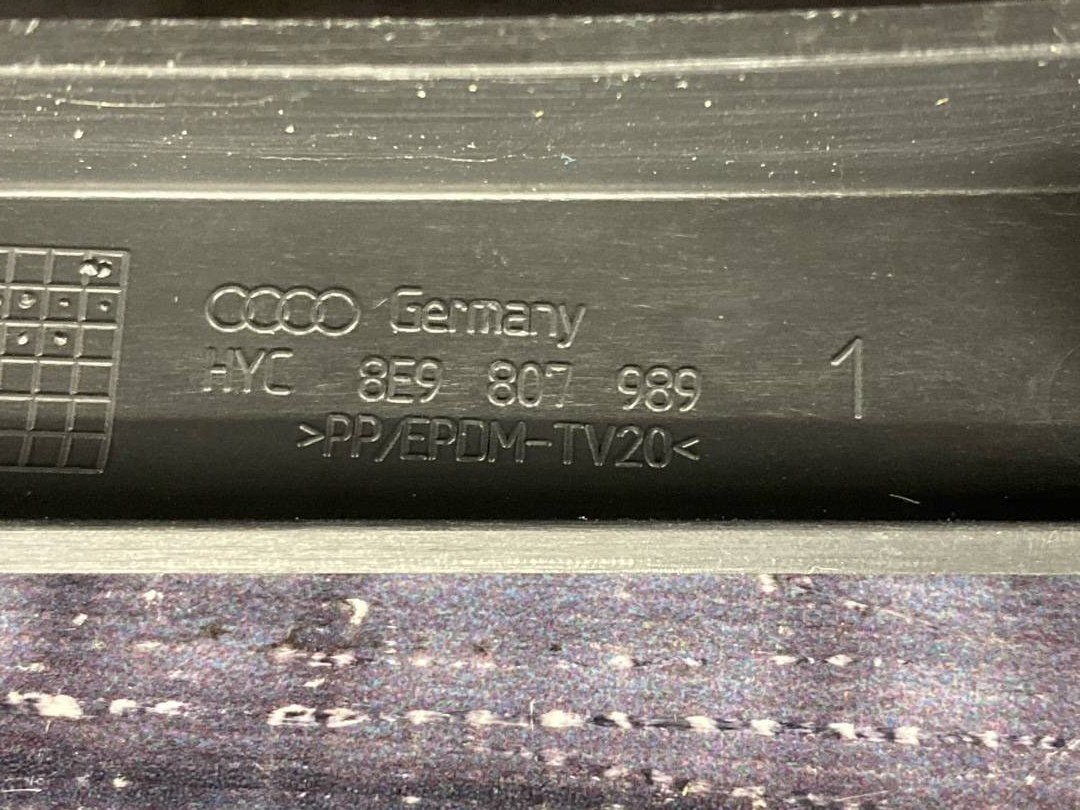 Germany
HYC 8E9 807 989
>PP/EPDM-TV20<
1